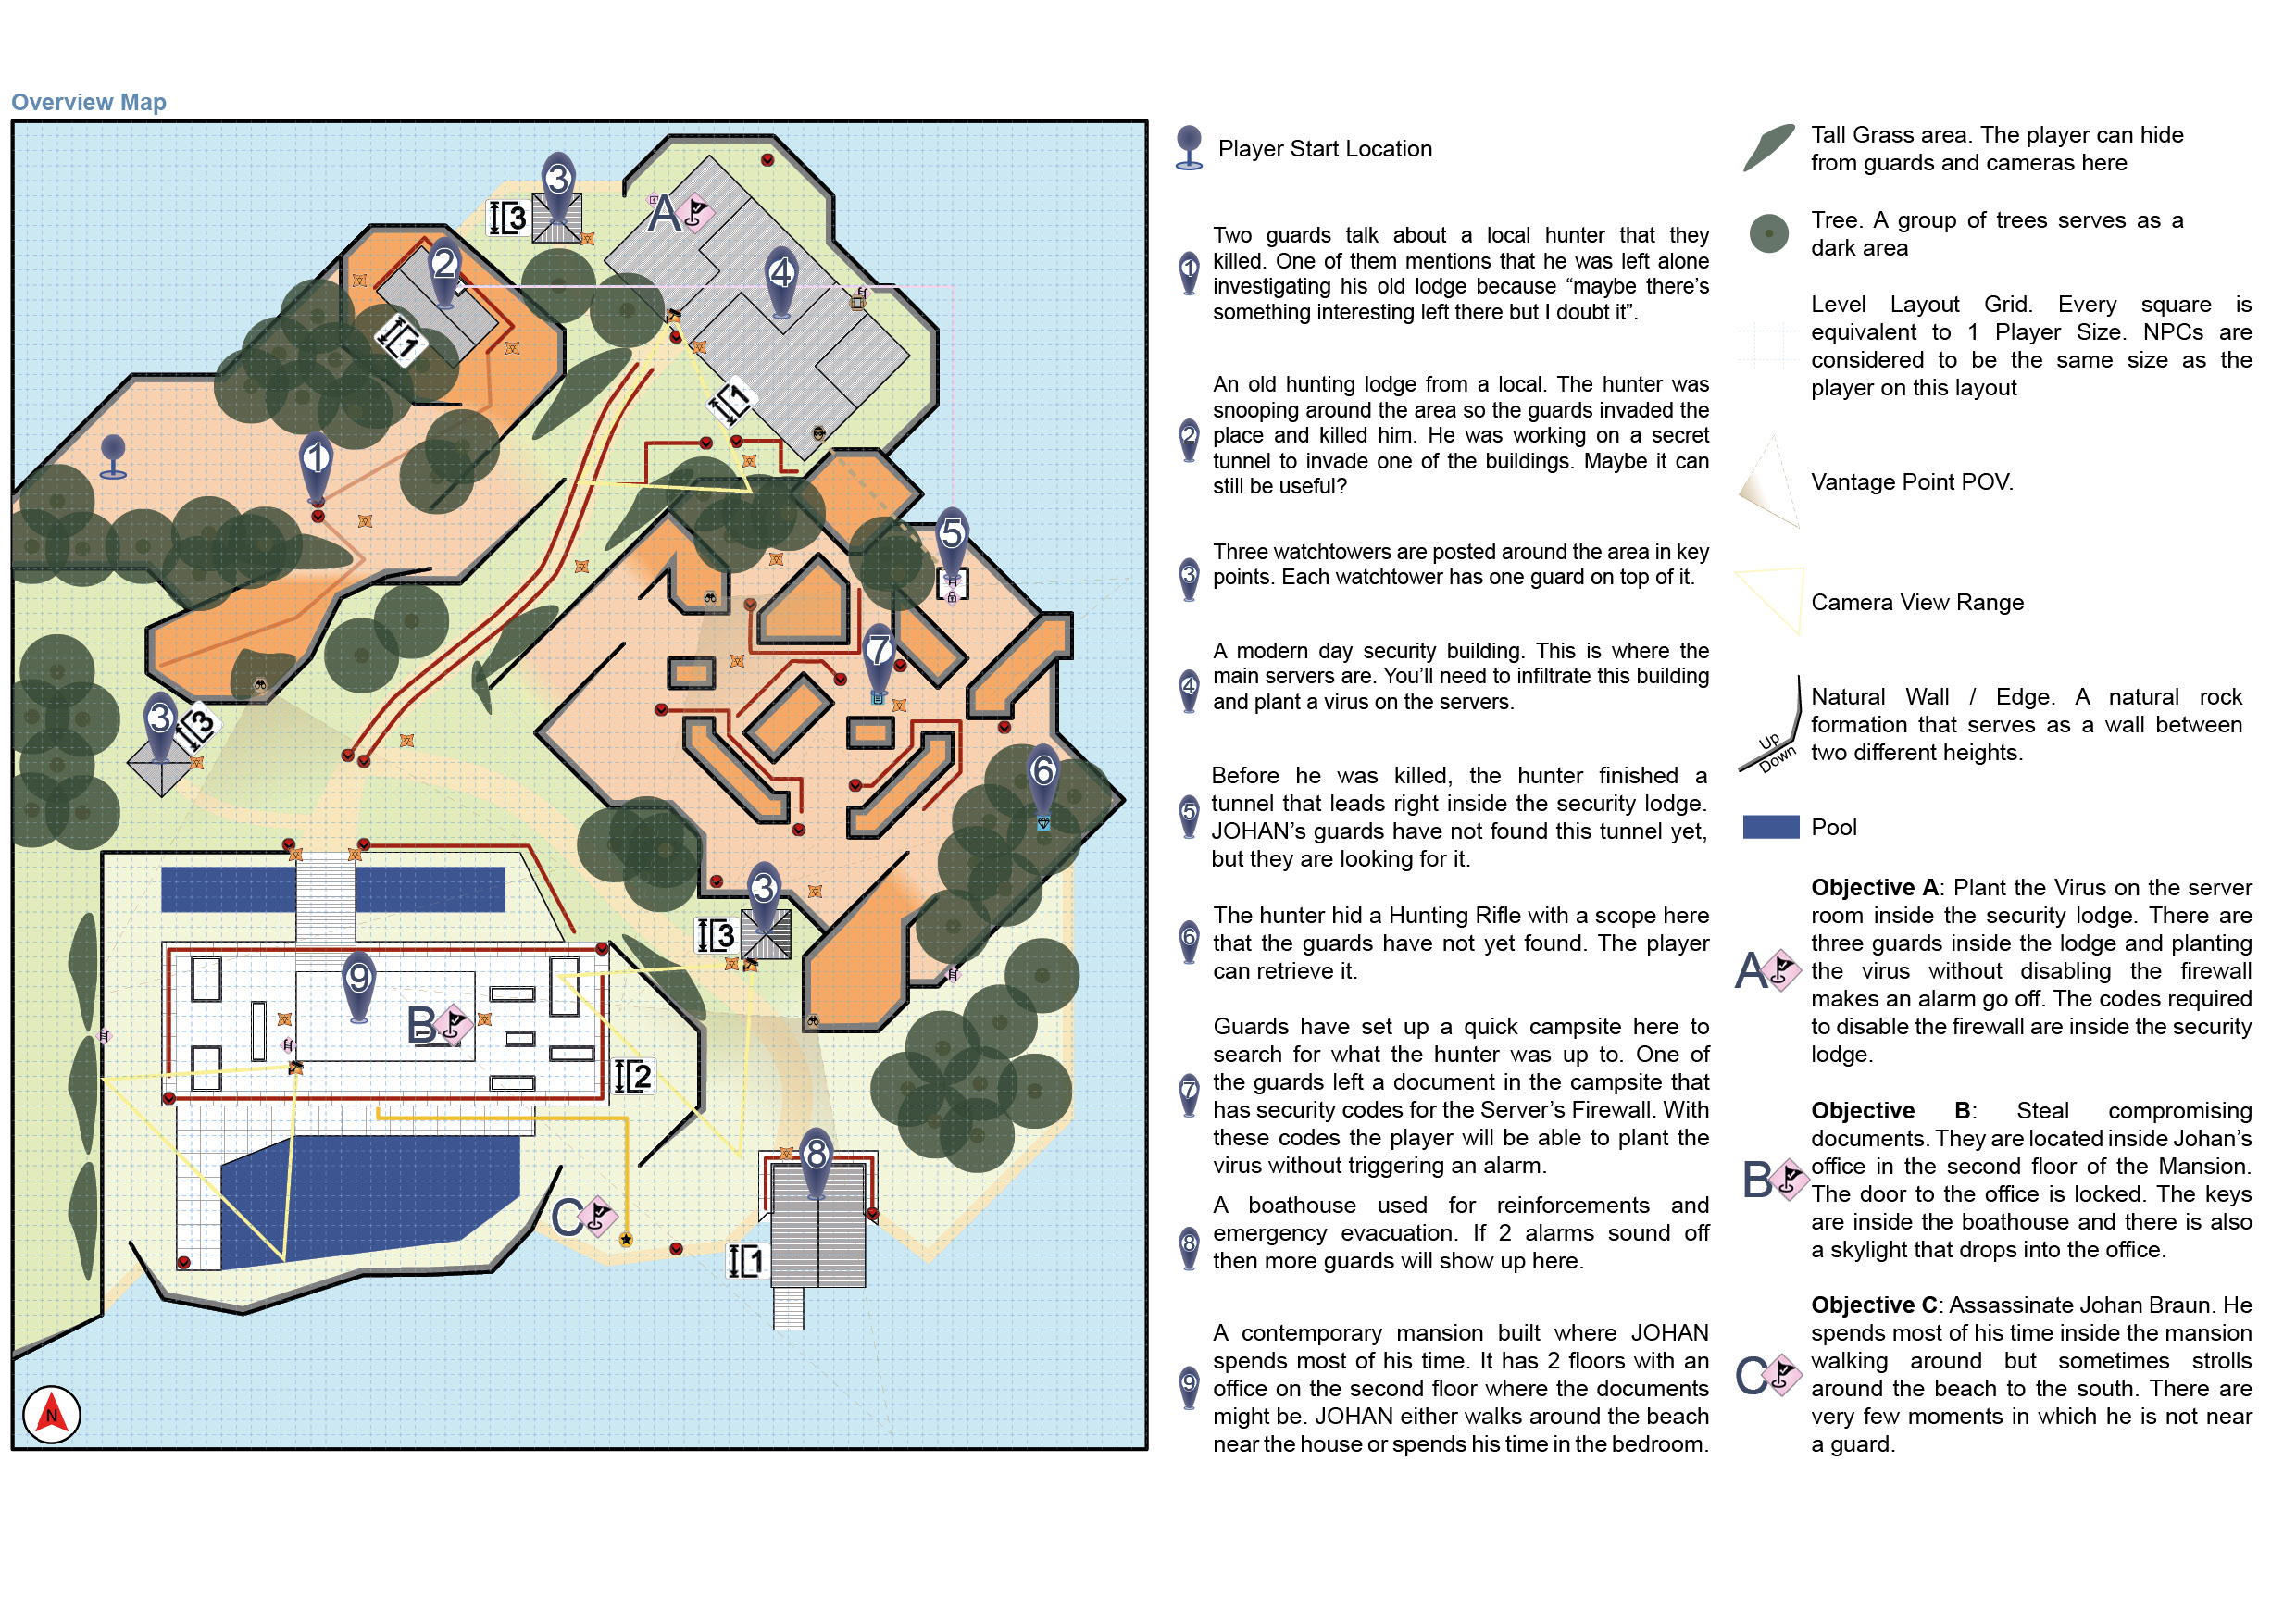 Overview Map
3
3
A
2
4
1
1
1
5
7
3
3
6
3
3
9
B
2
8
C
1
N
Player Start Location
1
Two guards talk about a local hunter that they
killed. One of them mentions that he was left alone
investigating his old lodge because “maybe there’s
something interesting left there but I doubt it”.
2
An old hunting lodge from a local. The hunter was
snooping around the area so the guards invaded the
place and killed him. He was working on a secret
tunnel to invade one of the buildings. Maybe it can
still be useful?
3
Three watchtowers are posted around the area in key
points. Each watchtower has one guard on top of it.
4
A modern day security building. This is where the
main servers are. You’ll need to infiltrate this building
and plant a virus on the servers.
5
Before he was killed, the hunter finished a
tunnel that leads right inside the security lodge.
JOHAN’s guards have not found this tunnel yet,
but they are looking for it.
6
The hunter hid a Hunting Rifle with a scope here
that the guards have not yet found. The player
can retrieve it.
7
Guards have set up a quick campsite here to
search for what the hunter was up to. One of
the guards left a document in the campsite that
has security codes for the Server’s Firewall. With
these codes the player will be able to plant the
virus without triggering an alarm.
8
A boathouse used for reinforcements and
emergency evacuation. If 2 alarms sound off
then more guards will show up here.
9
A contemporary mansion built where JOHAN
spends most of his time. It has 2 floors with an
office on the second floor where the documents
might be. JOHAN either walks around the beach
near the house or spends his time in the bedroom.
Tall Grass area. The player can hide
from guards and cameras here
Tree. A group of trees serves as a
dark area
Level Layout Grid. Every square is
equivalent to 1 Player Size. NPCs are
considered to be the same size as the
player on this layout
Vantage Point POV.
Camera View Range
Up
Down
Natural Wall / Edge. A natural rock
formation that serves as a wall between
two different heights.
Pool
A
Objective A: Plant the Virus on the server
room inside the security lodge. There are
three guards inside the lodge and planting
the virus without disabling the firewall
makes an alarm go off. The codes required
to disable the firewall are inside the security
lodge.
B
Objective B: Steal compromising
documents. They are located inside Johan’s
office in the second floor of the Mansion.
The door to the office is locked. The keys
are inside the boathouse and there is also
a skylight that drops into the office.
C
Objective C: Assassinate Johan Braun. He
spends most of his time inside the mansion
walking around but sometimes strolls
around the beach to the south. There are
very few moments in which he is not near
a guard.